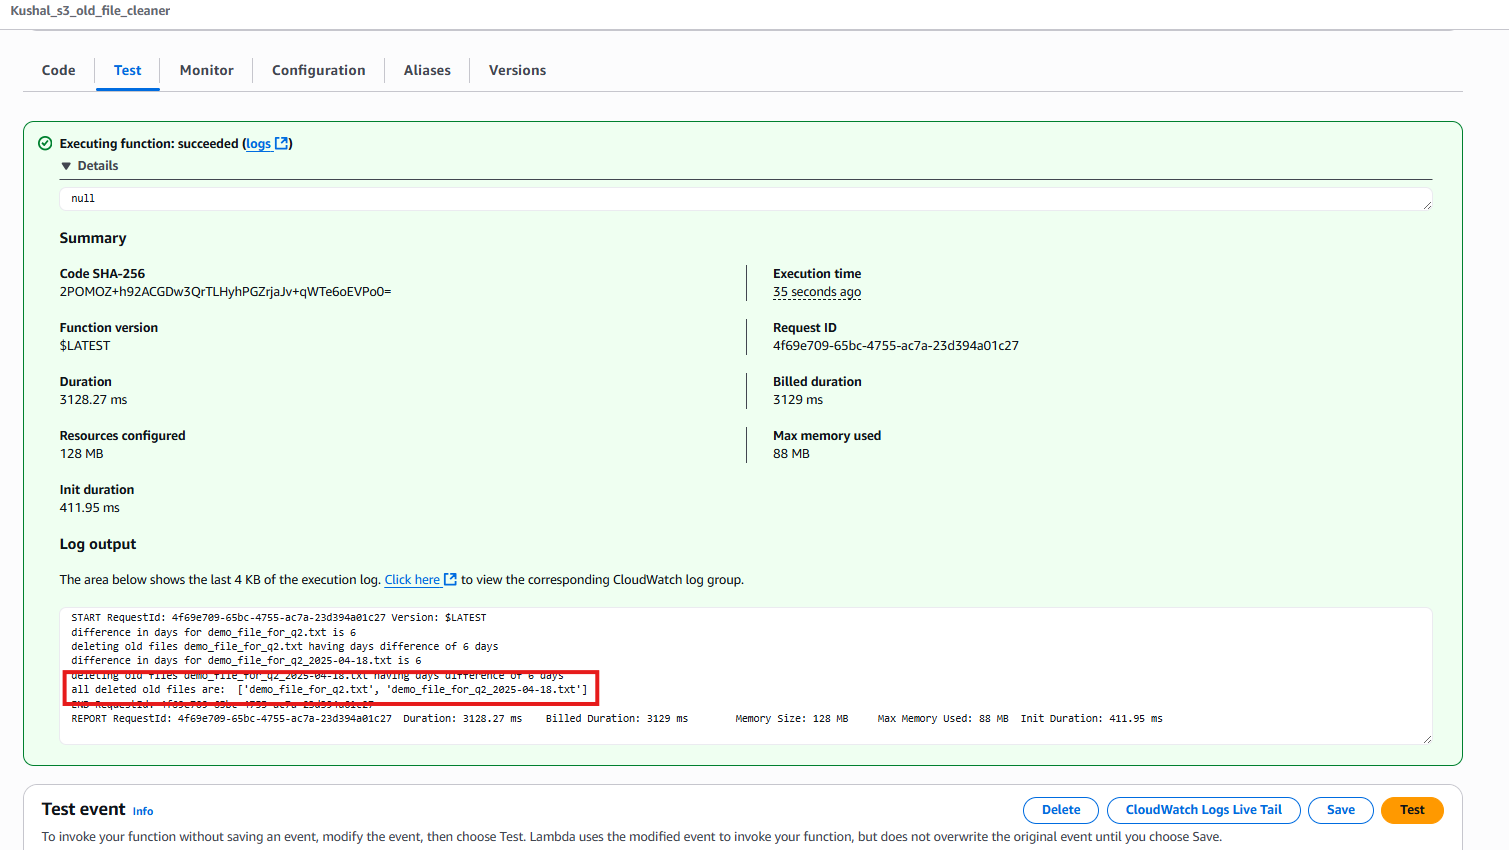 Kushal_s3_old_file_cleaner
Code Test Monitor Configuration Aliases Versions
Executing function: succeeded (logs)
Details
null
Summary
Code SHA-256
2POMOZ+h92ACGDw3QrTLHyhPGZrjaJv+qWTe6oEVPo0=
Execution time
35 seconds ago
Function version
$LATEST
Request ID
4f69e709-65bc-4755-ac7a-23d394a01c27
Duration
3128.27 ms
Billed duration
3129 ms
Resources configured
128 MB
Max memory used
88 MB
Init duration
411.95 ms
Log output
The area below shows the last 4 KB of the execution log. Click here to view the corresponding CloudWatch log group.
START RequestId: 4f69e709-65bc-4755-ac7a-23d394a01c27 Version: $LATEST
difference in days for demo_file_for_q2.txt is 6
deleting old files demo_file_for_q2.txt having days difference of 6 days
difference in days for demo_file_for_q2_2025-04-18.txt is 6
deleting old files demo_file_for_q2_2025-04-18.txt having days difference of 6 days
all deleted old files are:  ['demo_file_for_q2.txt', 'demo_file_for_q2_2025-04-18.txt']
END RequestId: 4f69e709-65bc-4755-ac7a-23d394a01c27
REPORT RequestId: 4f69e709-65bc-4755-ac7a-23d394a01c27 Duration: 3128.27 ms Billed Duration: 3129 ms Memory Size: 128 MB Max Memory Used: 88 MB Init Duration: 411.95 ms
Test event Info
Delete CloudWatch Logs Live Tail Save Test
To invoke your function without saving an event, modify the event, then choose Test. Lambda uses the modified event to invoke your function, but does not overwrite the original event until you choose Save.